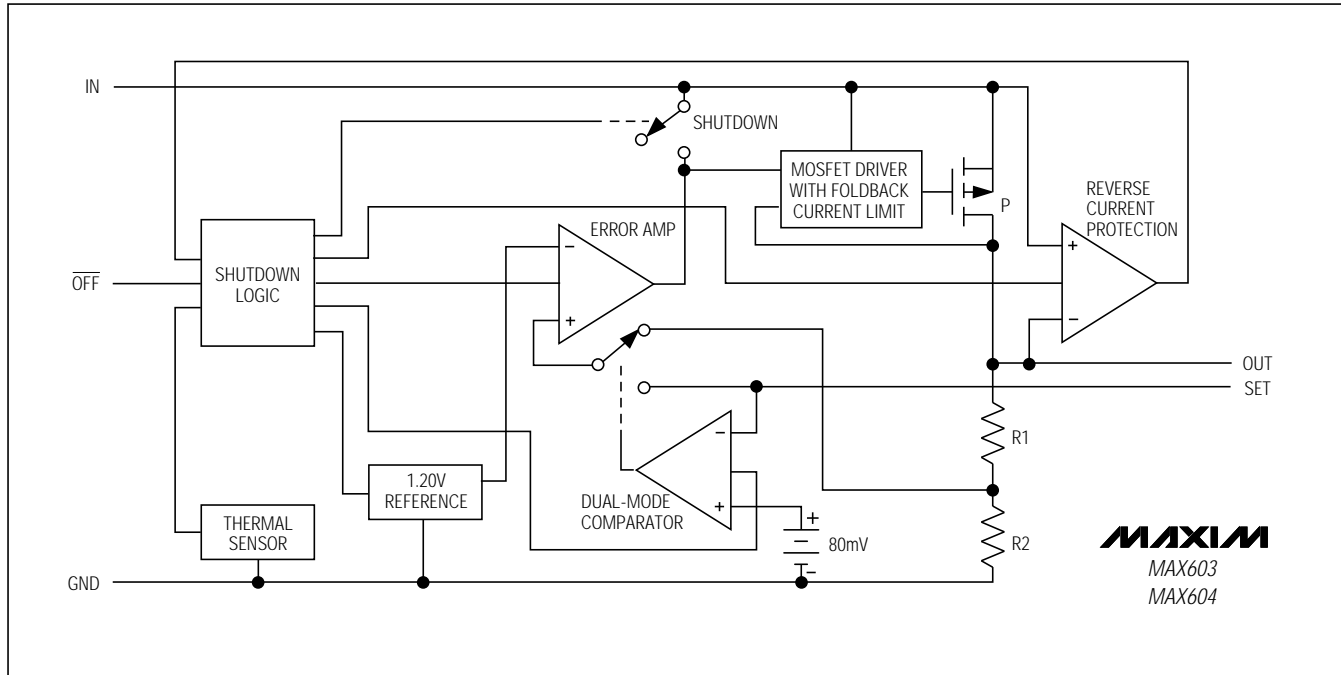 IN
SHUTDOWN
MOSFET DRIVER
WITH FOLDBACK
CURRENT LIMIT
P
REVERSE
CURRENT
PROTECTION
+
−
ERROR AMP
−
+
SHUTDOWN
LOGIC
OFF
OUT
SET
R1
−
+
DUAL-MODE
COMPARATOR
1.20V
REFERENCE
+
−
80mV
R2
THERMAL
SENSOR
GND
MAXIM
MAX603
MAX604